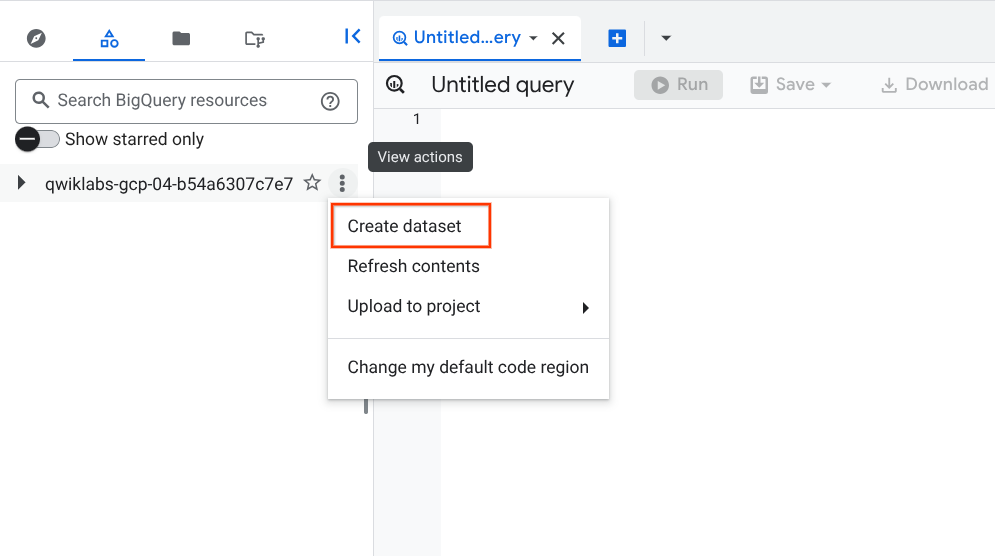 Untitled...ery
Untitled query
Run
Save
Download
Search BigQuery resources
Show starred only
1
View actions
qwiklabs-gcp-04-b54a6307c7e7
Create dataset
Refresh contents
Upload to project
Change my default code region